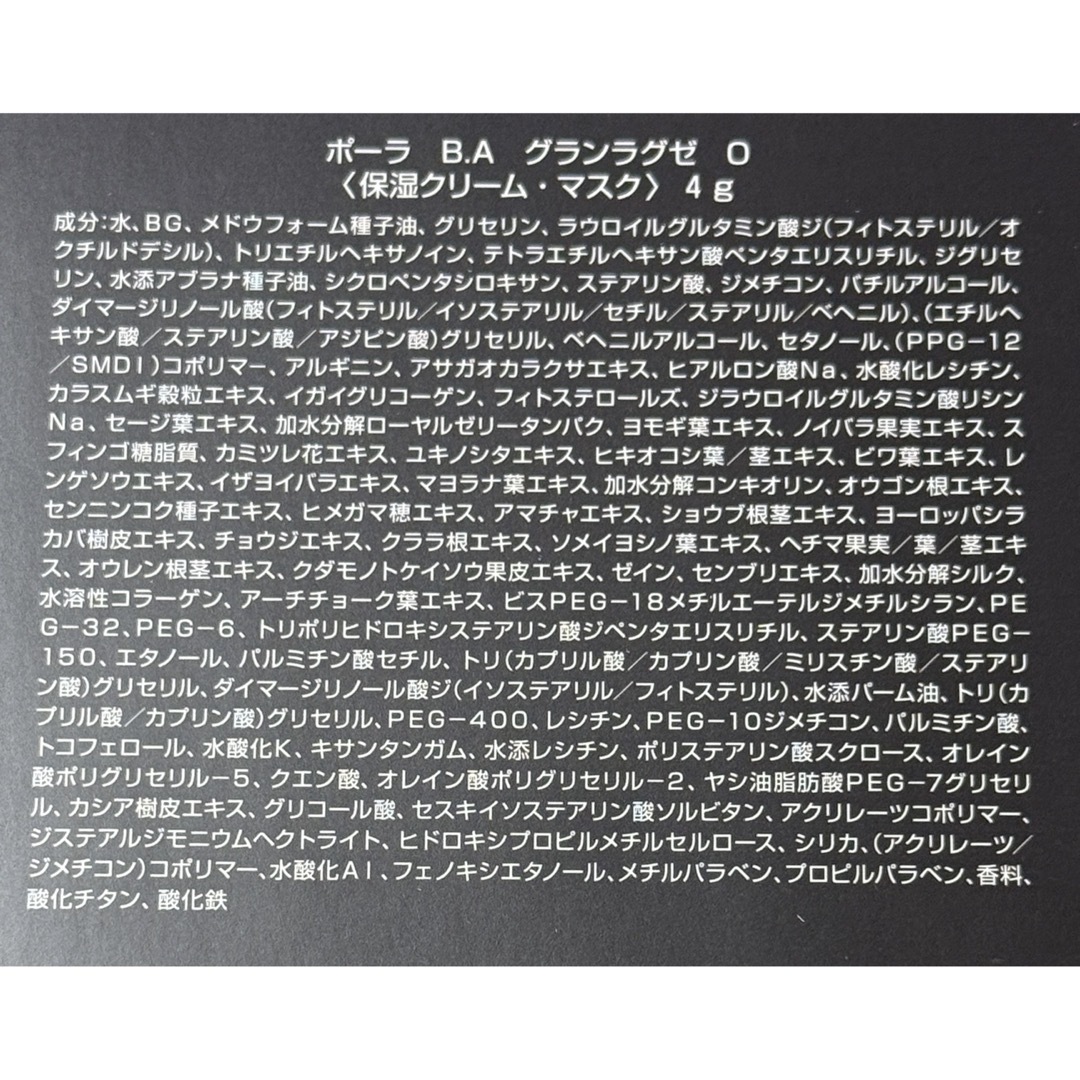 ポーラ B.A グランラグゼ O
〈保湿クリーム・マスク〉4g
成分：水、BG、メドウフォーム種子油、グリセリン、ラウロイルグルタミン酸ジ(フィトステリル／オ
クチルドデシル)、トリエチルヘキサノイン、テトラエチルヘキサン酸ペンタエリスリチル、ジグリセ
リン、水添アブラナ種子油、シクロペンタシロキサン、ステアリン酸、ジメチコン、バチルアルコール、
ダイマージリノール酸(フィトステリル／イソステアリル／セチル／ステアリル／ベヘニル)、(エチルヘ
キサン酸／ステアリン酸／アジピン酸)グリセリル、ベヘニルアルコール、セタノール、(PPG−12
／SMDI)コポリマー、アルギニン、アサガオカラクサエキス、ヒアルロン酸Na、水酸化レシチン、
カラスムギ穀粒エキス、イガイグリコーゲン、フィトステロールズ、ジラウロイルグルタミン酸リシン
Na、セージ葉エキス、加水分解ローヤルゼリータンパク、ヨモギ葉エキス、ノイバラ果実エキス、ス
フィンゴ糖脂質、カミツレ花エキス、ユキノシタエキス、ヒキオコシ葉／茎エキス、ビワ葉エキス、レ
ンゲソウエキス、イザヨイバラエキス、マヨラナ葉エキス、加水分解コンキオリン、オウゴン根エキス、
センニンコク種子エキス、ヒメガマ穂エキス、アマチャエキス、ショウブ根茎エキス、ヨーロッパシラ
カバ樹皮エキス、チョウジエキス、クララ根エキス、ソメイヨシノ葉エキス、ヘチマ果実／葉／茎エキ
ス、オウレン根茎エキス、クダモノトケイソウ果皮エキス、ゼイン、センブリエキス、加水分解シルク、
水溶性コラーゲン、アーチチョーク葉エキス、ビスPEG−18メチルエーテルジメチルシラン、PE
G−32、PEG−6、トリポリヒドロキシステアリン酸ジペンタエリスリチル、ステアリン酸PEG−
150、エタノール、パルミチン酸セチル、トリ(カプリル酸／カプリン酸／ミリスチン酸／ステアリ
ン酸)グリセリル、ダイマージリノール酸ジ(イソステアリル／フィトステリル)、水添パーム油、トリ(カ
プリル酸／カプリン酸)グリセリル、PEG−400、レシチン、PEG−10ジメチコン、パルミチン酸、
トコフェロール、水酸化K、キサンタンガム、水添レシチン、ポリステアリン酸スクロース、オレイン
酸ポリグリセリル−5、クエン酸、オレイン酸ポリグリセリル−2、ヤシ油脂肪酸PEG−7グリセリ
ル、カシア樹皮エキス、グリコール酸、セスキイソステアリン酸ソルビタン、アクリレーツコポリマー、
ジステアルジモニウムヘクトライト、ヒドロキシプロピルメチルセルロース、シリカ、(アクリレーツ／
ジメチコン)コポリマー、水酸化Al、フェノキシエタノール、メチルパラベン、プロピルパラベン、香料、
酸化チタン、酸化鉄